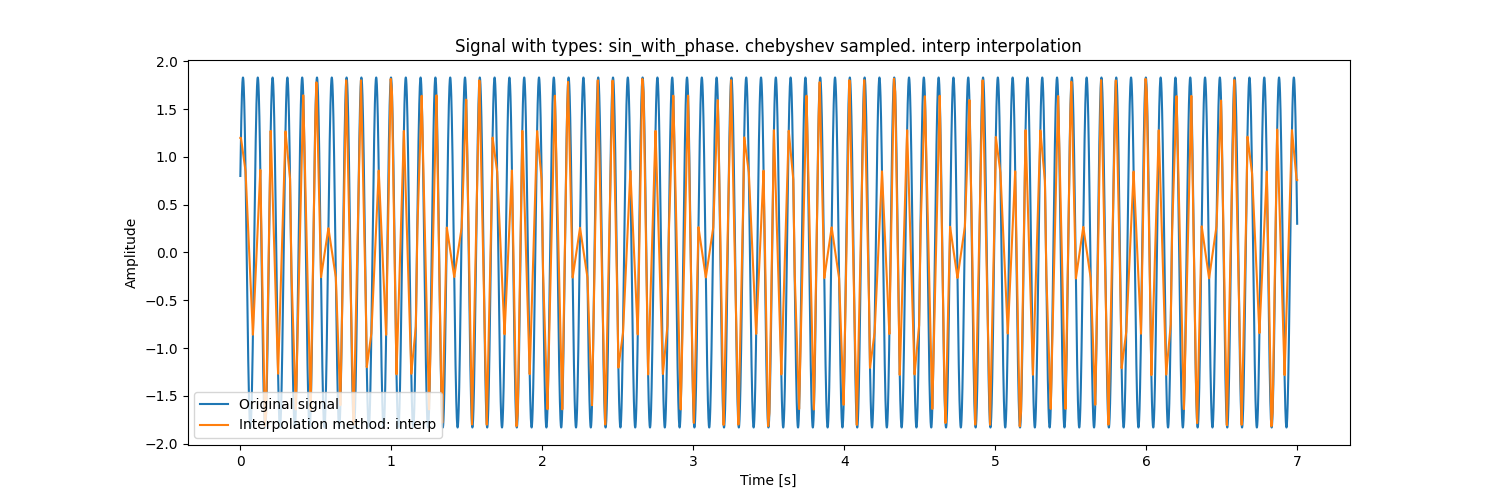 Signal with types: sin_with_phase. chebyshev sampled. interp interpolation
2.0
1.5
1.0
0.5
0.0
−0.5
−1.0
−1.5
−2.0
Amplitude
Original signal
Interpolation method: interp
0 1 2 3 4 5 6 7
Time [s]